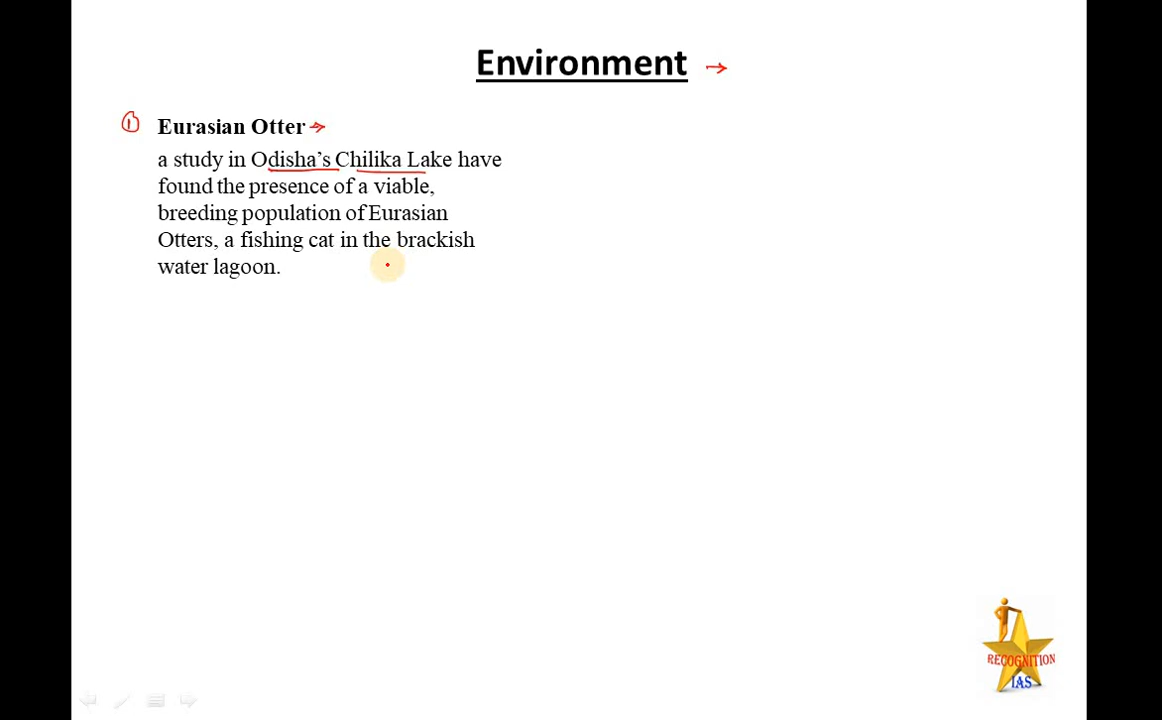 Environment →
① Eurasian Otter →
a study in Odisha’s Chilika Lake have
found the presence of a viable,
breeding population of Eurasian
Otters, a fishing cat in the brackish
water lagoon.
RECOGNITION
IAS